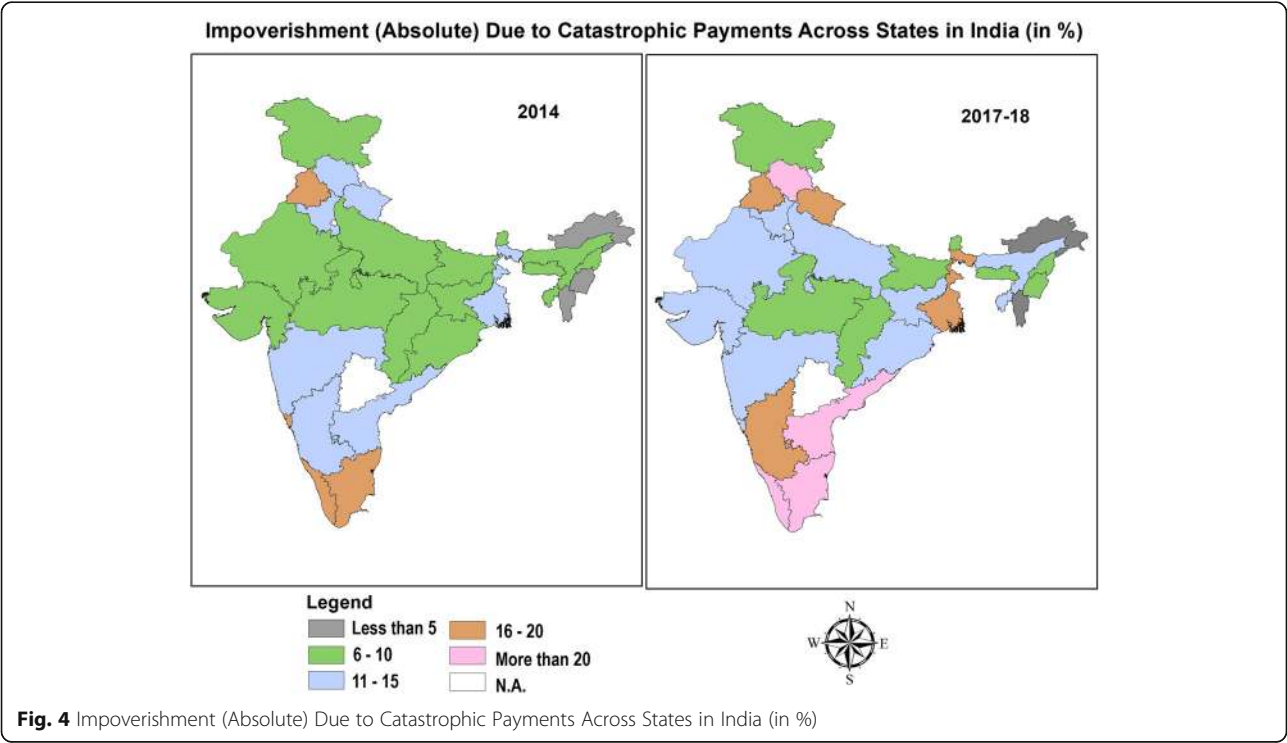 Impoverishment (Absolute) Due to Catastrophic Payments Across States in India (in %)
2014
2017-18
Legend
Less than 5
6 - 10
11 - 15
16 - 20
More than 20
N.A.
N
W
E
S
Fig. 4 Impoverishment (Absolute) Due to Catastrophic Payments Across States in India (in %)